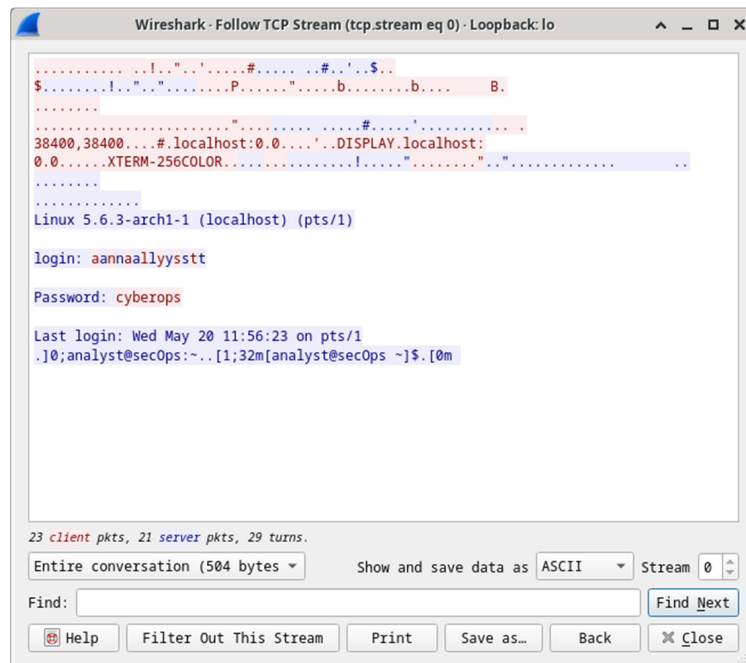 Wireshark · Follow TCP Stream (tcp.stream eq 0) · Loopback: lo
........... ..!.."..'.....#..... ..#..'..$..
$........!..".."........P......".....b........b.... B.
........
........................."......... .....#.....'........... .
38400,38400....#.localhost:0.0....'..DISPLAY.localhost:
0.0......XTERM-256COLOR...................!....."........".."............. ..
........
.............
Linux 5.6.3-arch1-1 (localhost) (pts/1)
login: aannaallyysstt
Password: cyberops
Last login: Wed May 20 11:56:23 on pts/1
.]0;analyst@secOps:~..[1;32m[analyst@secOps ~]$.[0m
23 client pkts, 21 server pkts, 29 turns.
Entire conversation (504 bytes Show and save data as ASCII Stream 0
Find: Find Next
Help Filter Out This Stream Print Save as… Back Close